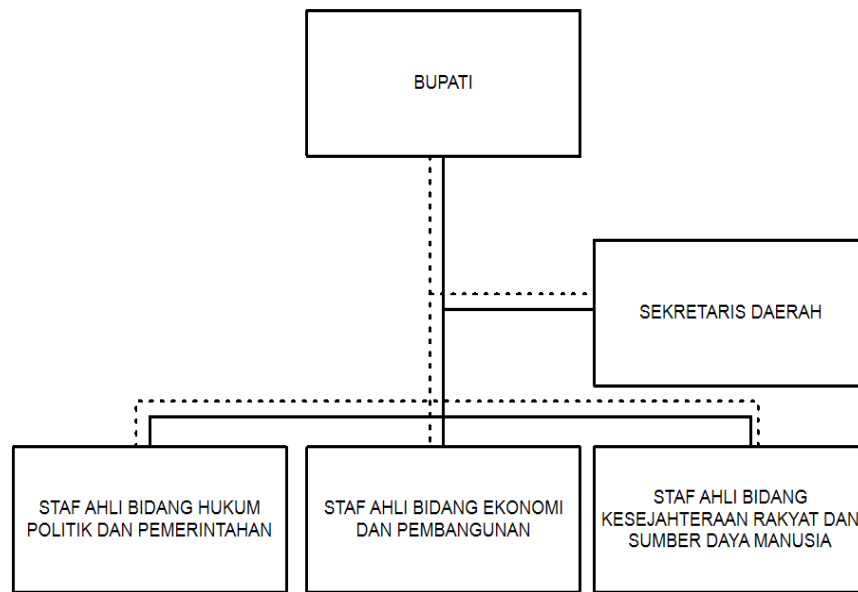 BUPATI
SEKRETARIS DAERAH
STAF AHLI BIDANG HUKUM
POLITIK DAN PEMERINTAHAN
STAF AHLI BIDANG EKONOMI
DAN PEMBANGUNAN
STAF AHLI BIDANG
KESEJAHTERAAN RAKYAT DAN
SUMBER DAYA MANUSIA